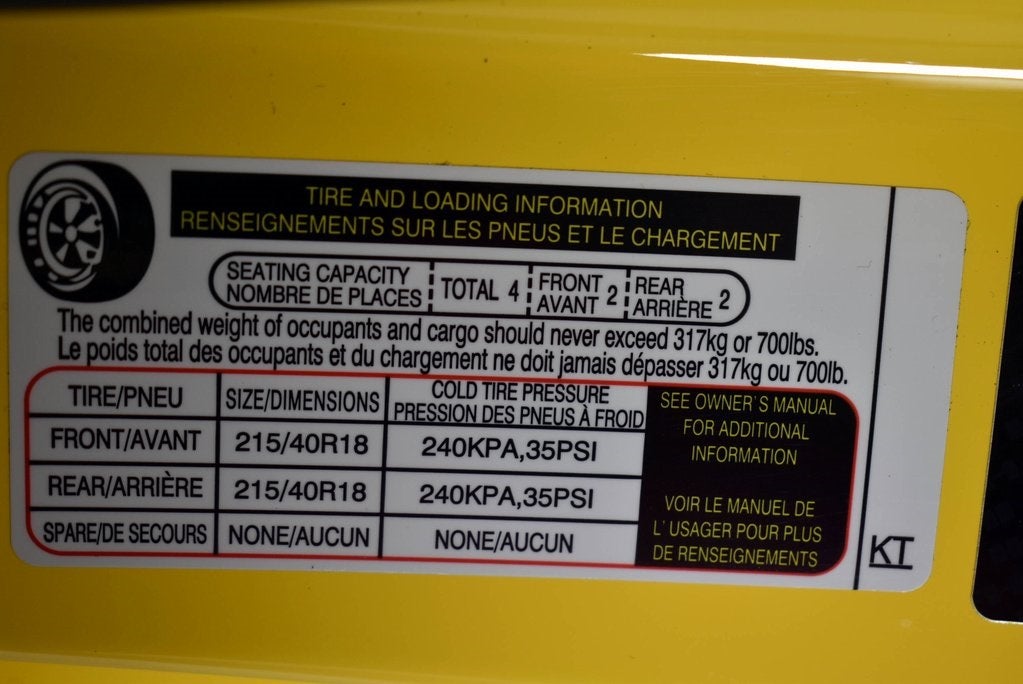 TIRE AND LOADING INFORMATION
RENSEIGNEMENTS SUR LES PNEUS ET LE CHARGEMENT
SEATING CAPACITY
NOMBRE DE PLACES
TOTAL 4
FRONT
AVANT 2
REAR
ARRIÈRE 2
The combined weight of occupants and cargo should never exceed 317kg or 700lbs.
Le poids total des occupants et du chargement ne doit jamais dépasser 317kg ou 700lb.
TIRE/PNEU SIZE/DIMENSIONS COLD TIRE PRESSURE
PRESSION DES PNEUS À FROID
FRONT/AVANT 215/40R18 240KPA,35PSI
REAR/ARRIÈRE 215/40R18 240KPA,35PSI
SPARE/DE SECOURS NONE/AUCUN NONE/AUCUN
SEE OWNER'S MANUAL
FOR ADDITIONAL
INFORMATION
VOIR LE MANUEL DE
L'USAGER POUR PLUS
DE RENSEIGNEMENTS
KT